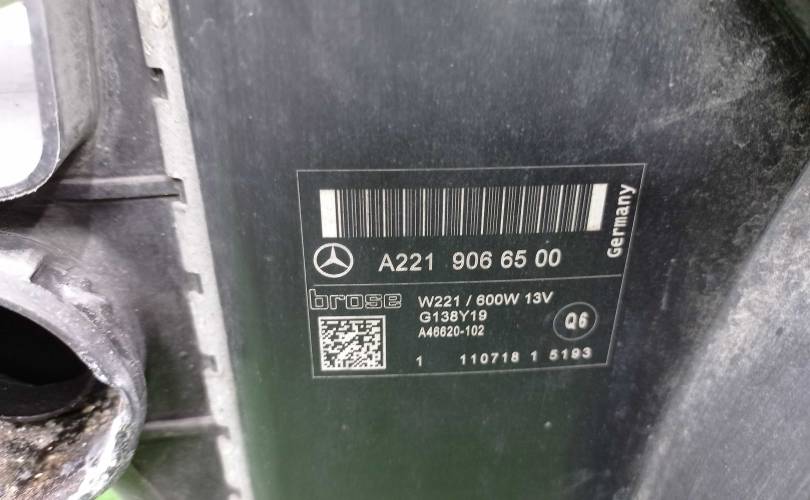 A221 906 65 00
Germany
brose
W221 / 600W 13V
G138Y19
A46620-102
Q6
1 110718 1 5193